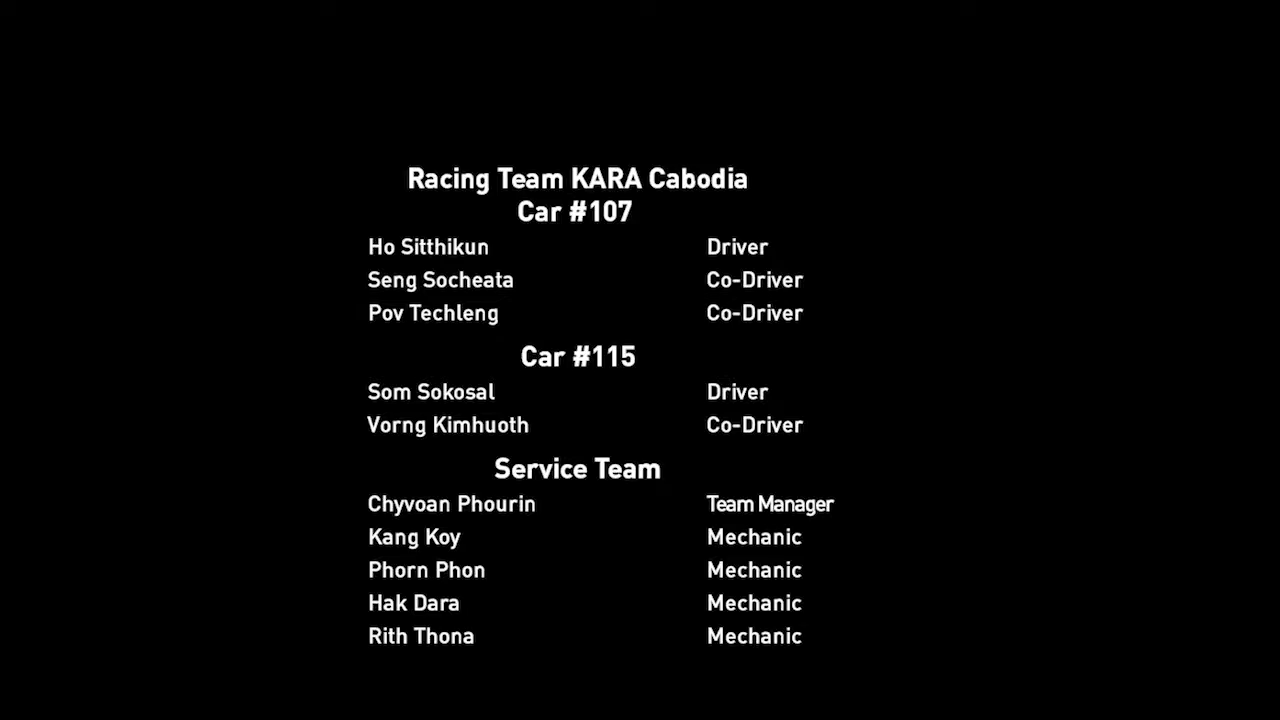 Racing Team KARA Cabodia
Car #107
Ho Sitthikun Driver
Seng Socheata Co-Driver
Pov Techleng Co-Driver
Car #115
Som Sokosal Driver
Vorng Kimhuoth Co-Driver
Service Team
Chyvoan Phourin Team Manager
Kang Koy Mechanic
Phorn Phon Mechanic
Hak Dara Mechanic
Rith Thona Mechanic